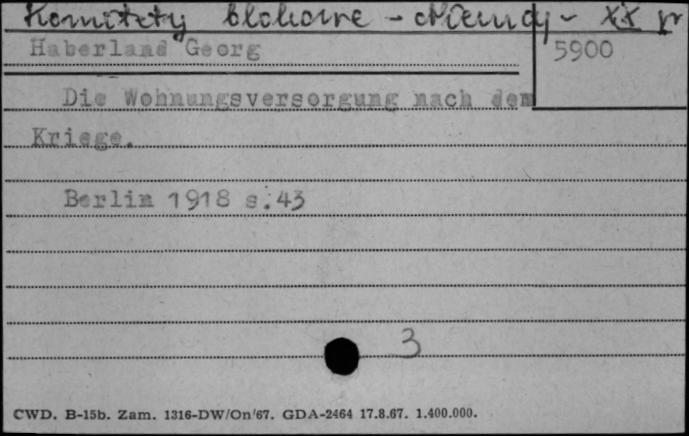 Komitety blokowe - Niemcy - XX w
Haberland Georg
5900
Die Wohnungsversorgung nach dem
Kriege.
Berlin 1918 s.43
3
CWD. B-15b. Zam. 1316-DW/On/67. GDA-2464 17.8.67. 1.400.000.